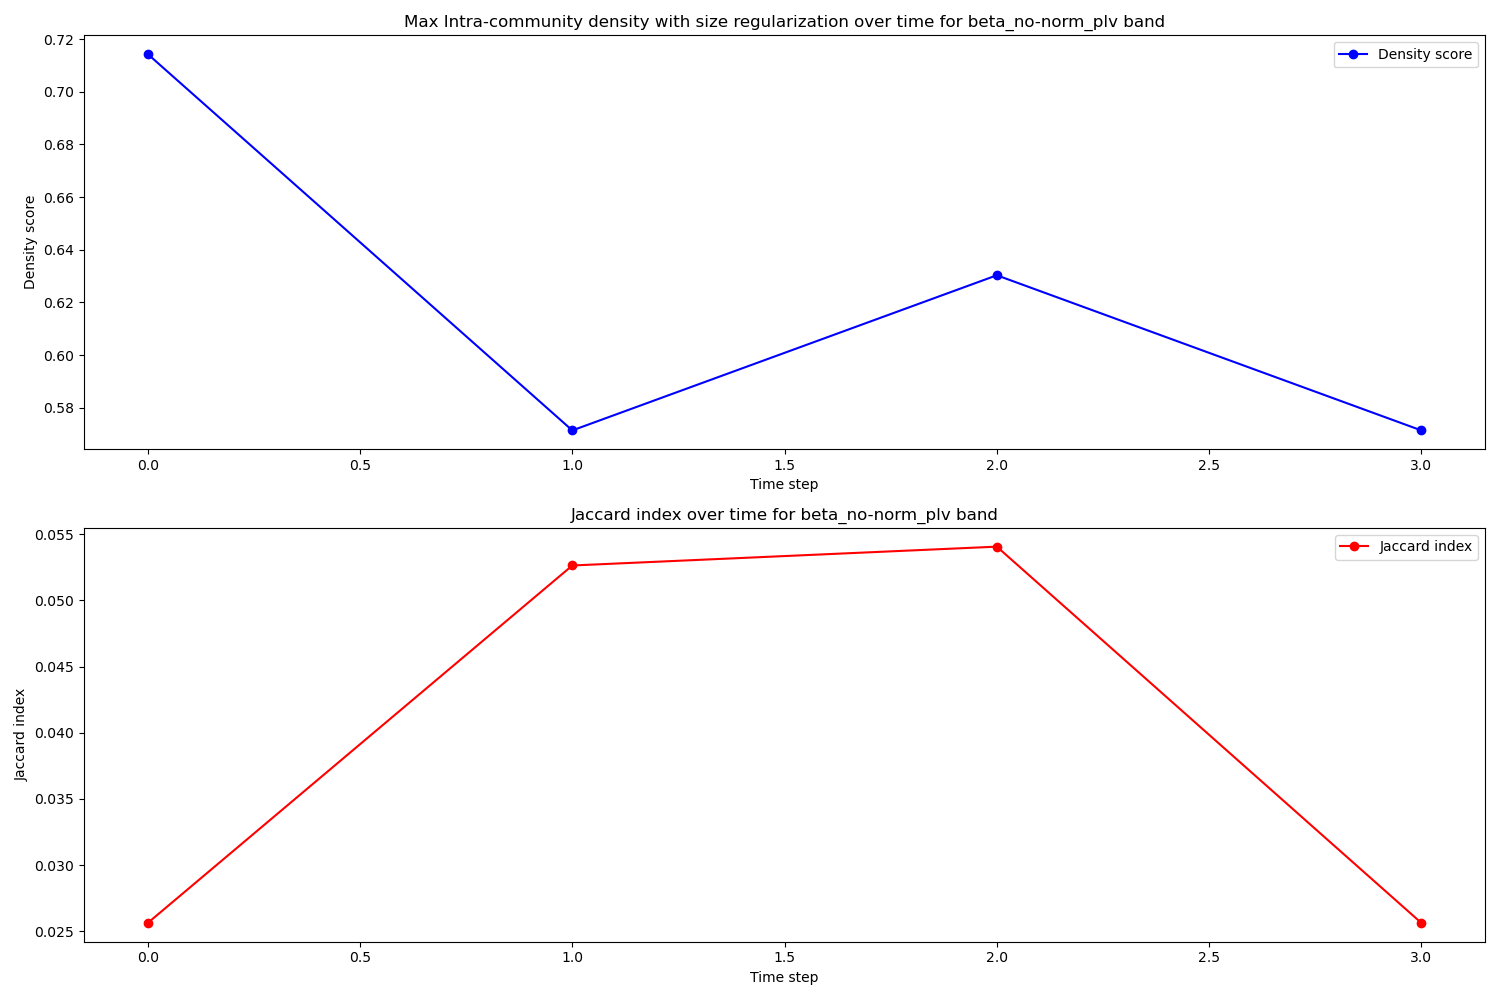 Max Intra-community density with size regularization over time for beta_no-norm_plv band
Density score
0.72
0.70
0.68
0.66
0.64
0.62
0.60
0.58
Density score
0.0 0.5 1.0 1.5 2.0 2.5 3.0
Time step
Jaccard index over time for beta_no-norm_plv band
Jaccard index
0.055
0.050
0.045
0.040
0.035
0.030
0.025
Jaccard index
0.0 0.5 1.0 1.5 2.0 2.5 3.0
Time step